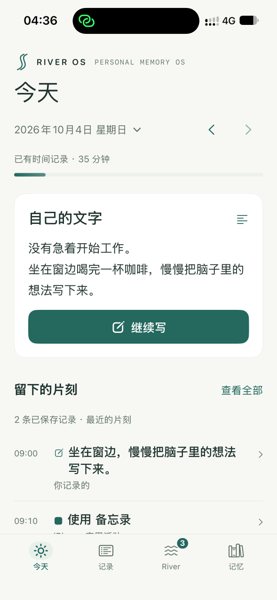 04:36
4G
RIVER OS PERSONAL MEMORY OS
今天
2026年10月4日 星期日
已有时间记录 · 35 分钟
自己的文字
没有急着开始工作。
坐在窗边喝完一杯咖啡，慢慢把脑子里的
想法写下来。
继续写
留下的片刻 查看全部
2 条已保存记录 · 最近的片刻
09:00 坐在窗边，慢慢把脑子里的想法
写下来。
你记录的
09:10 使用 备忘录
3
今天 记录 River 记忆